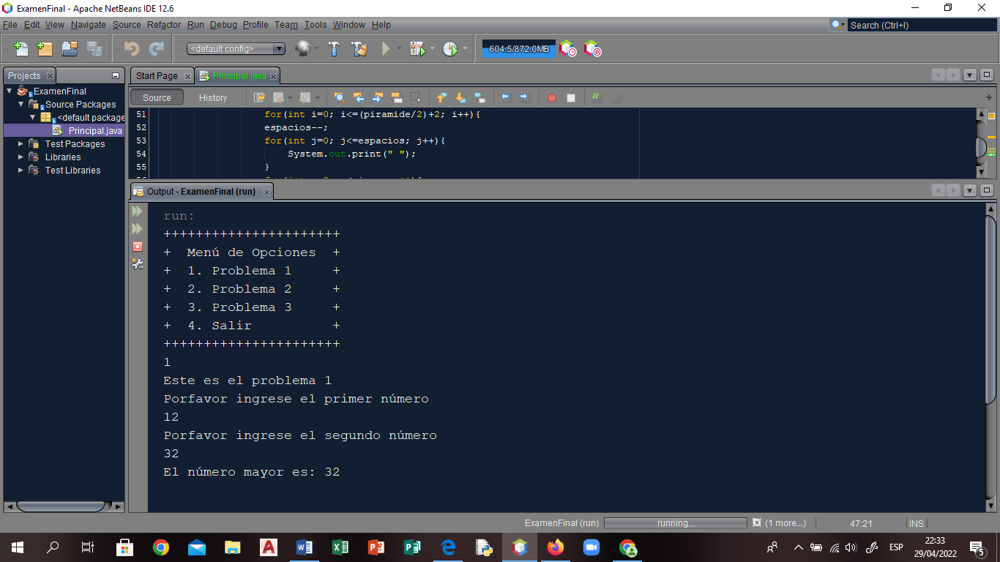 ExamenFinal - Apache NetBeans IDE 12.6
File Edit View Navigate Source Refactor Run Debug Profile Team Tools Window Help
Search (Ctrl+I)
<default config>
604.5/872.0MB
Projects
Start Page
Principal.java
ExamenFinal
Source Packages
<default package
Principal.java
Test Packages
Libraries
Test Libraries
Source
History
51 for(int i=0; i<=(piramide/2)+2; i++){
52 espacios--;
53 for(int j=0; j<=espacios; j++){
54 System.out.print(" ");
55 }
Output - ExamenFinal (run)
run:
++++++++++++++++++++++
+ Menú de Opciones +
+ 1. Problema 1 +
+ 2. Problema 2 +
+ 3. Problema 3 +
+ 4. Salir +
++++++++++++++++++++++
1
Este es el problema 1
Porfavor ingrese el primer número
12
Porfavor ingrese el segundo número
32
El número mayor es: 32
ExamenFinal (run)
running...
(1 more...)
47:21
INS
ESP
22:33
29/04/2022
5